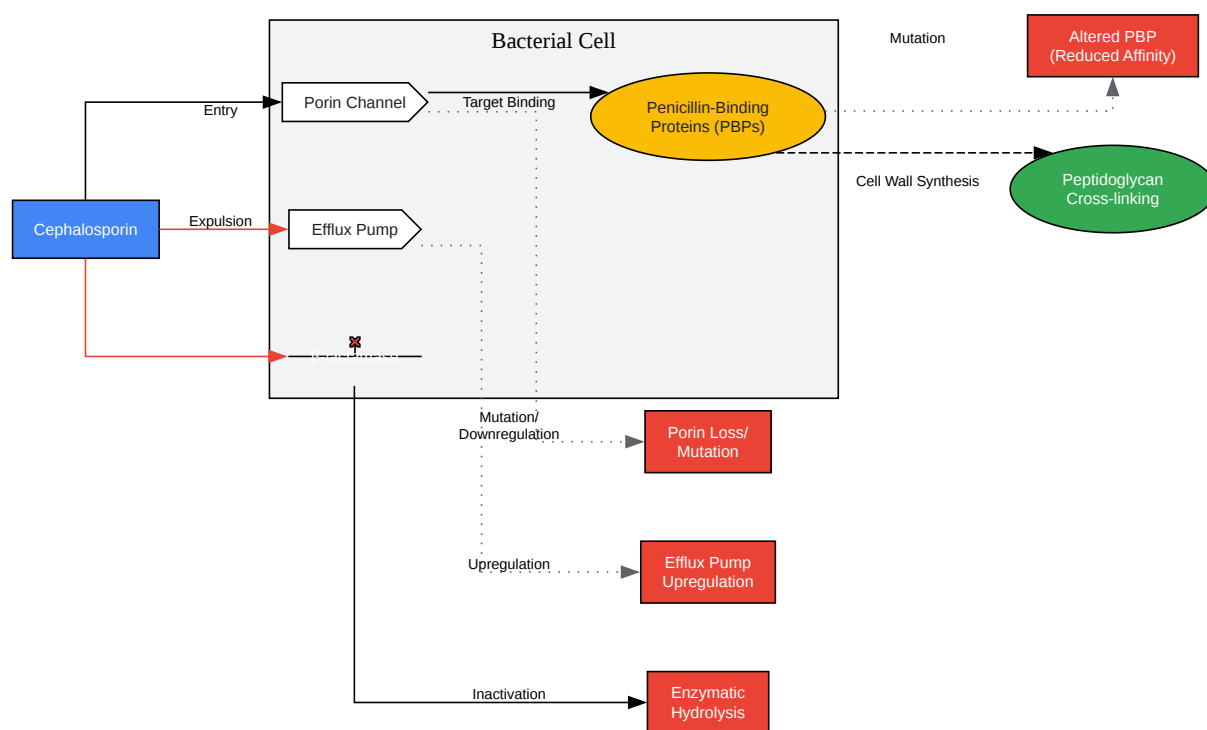 Bacterial Cell
Mutation
Altered PBP
(Reduced Affinity)
Porin Channel
Target Binding
Entry
Penicillin-Binding
Proteins (PBPs)
Cell Wall Synthesis
Peptidoglycan
Cross-linking
Cephalosporin
Expulsion
Efflux Pump
Mutation/
Downregulation
Porin Loss/
Mutation
Upregulation
Efflux Pump
Upregulation
Inactivation
Enzymatic
Hydrolysis